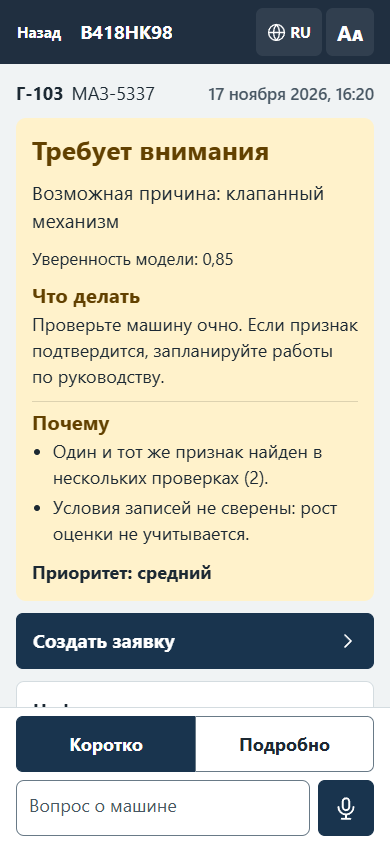 Назад В418НК98 RU Aa
Г-103 МАЗ-5337 17 ноября 2026, 16:20
Требует внимания
Возможная причина: клапанный
механизм
Уверенность модели: 0,85
Что делать
Проверьте машину очно. Если признак
подтвердится, запланируйте работы
по руководству.
Почему
• Один и тот же признак найден в
нескольких проверках (2).
• Условия записей не сверены: рост
оценки не учитывается.
Приоритет: средний
Создать заявку
Коротко Подробно
Вопрос о машине